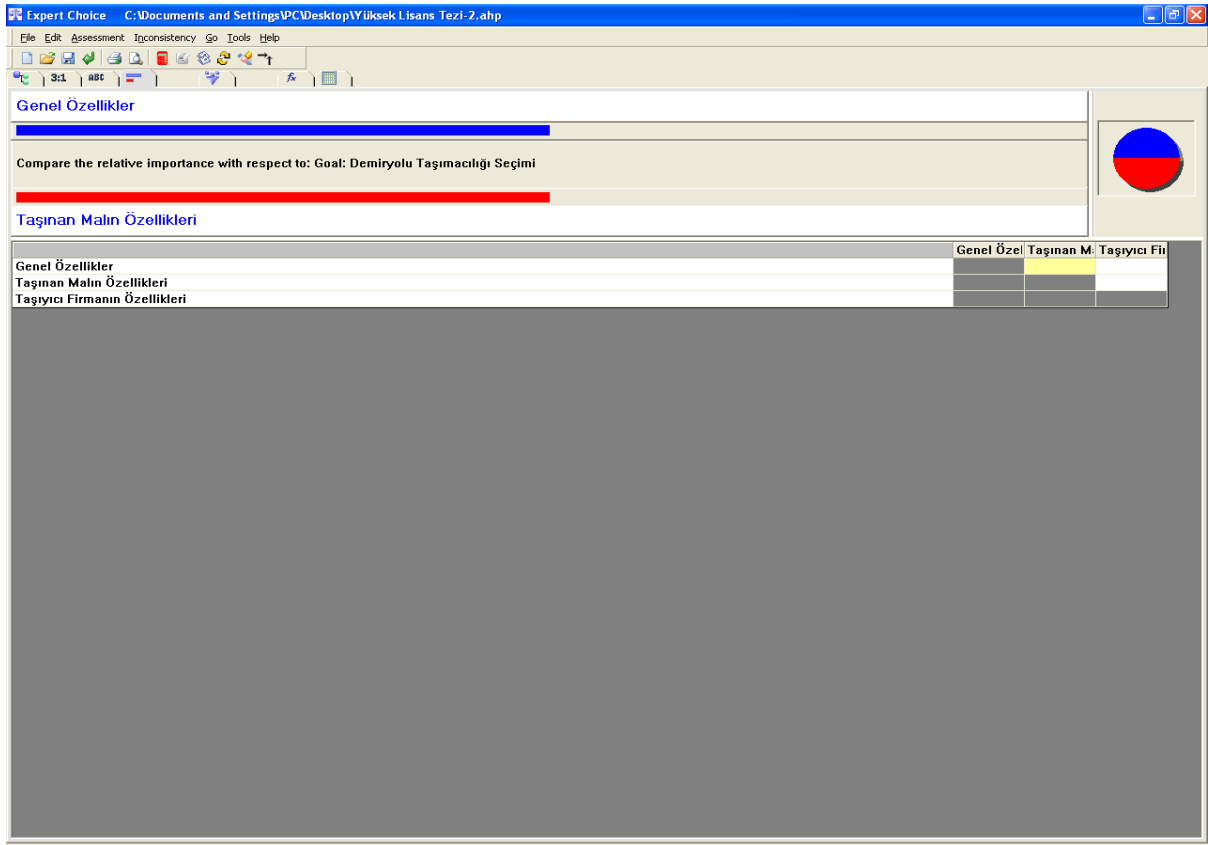 Expert Choice C:\Documents and Settings\PC\Desktop\Yüksek Lisans Tezi-2.ahp
File Edit Assessment Inconsistency Go Tools Help
3:1 ABC fx
Genel Özellikler
Compare the relative importance with respect to: Goal: Demiryolu Taşımacılığı Seçimi
Taşınan Malın Özellikleri
Genel Özel Taşınan M Taşıyıcı Fi
Genel Özellikler
Taşınan Malın Özellikleri
Taşıyıcı Firmanın Özellikleri